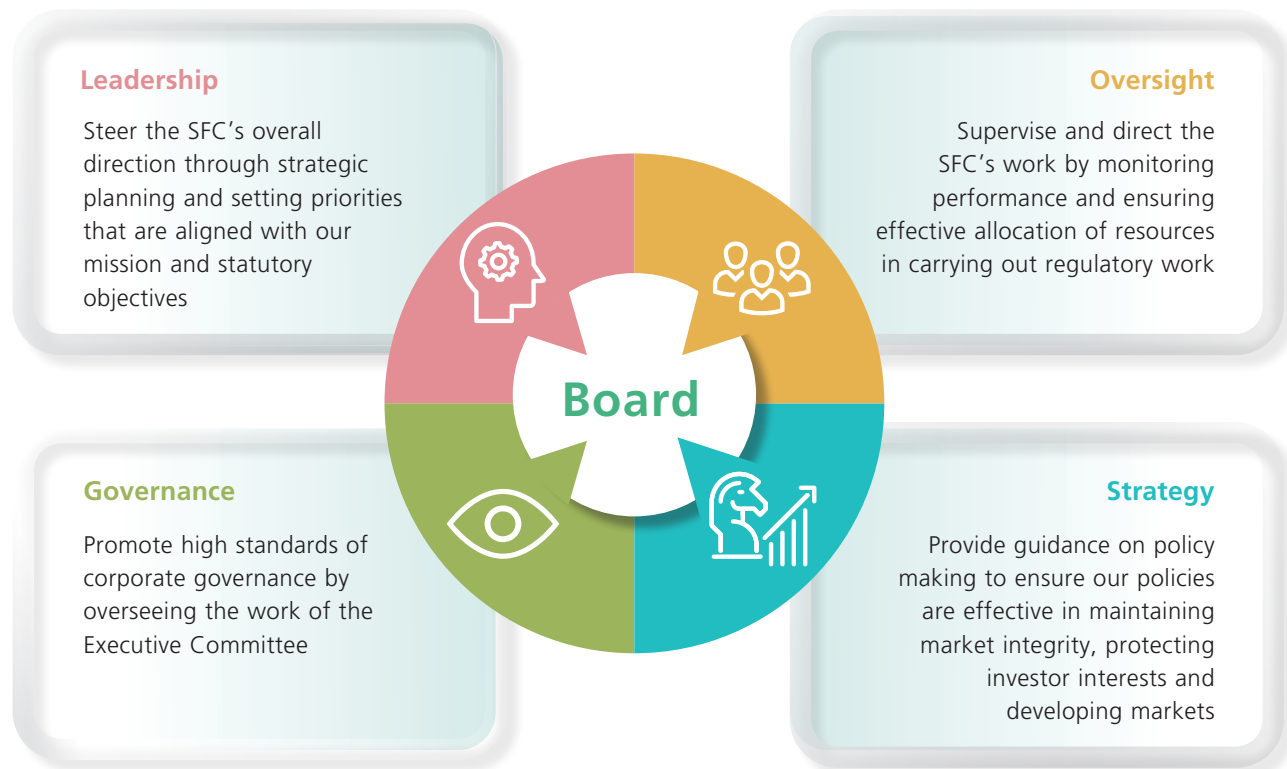 Leadership
Steer the SFC’s overall
direction through strategic
planning and setting priorities
that are aligned with our
mission and statutory
objectives
Oversight
Supervise and direct the
SFC’s work by monitoring
performance and ensuring
effective allocation of resources
in carrying out regulatory work
Board
Governance
Promote high standards of
corporate governance by
overseeing the work of the
Executive Committee
Strategy
Provide guidance on policy
making to ensure our policies
are effective in maintaining
market integrity, protecting
investor interests and
developing markets